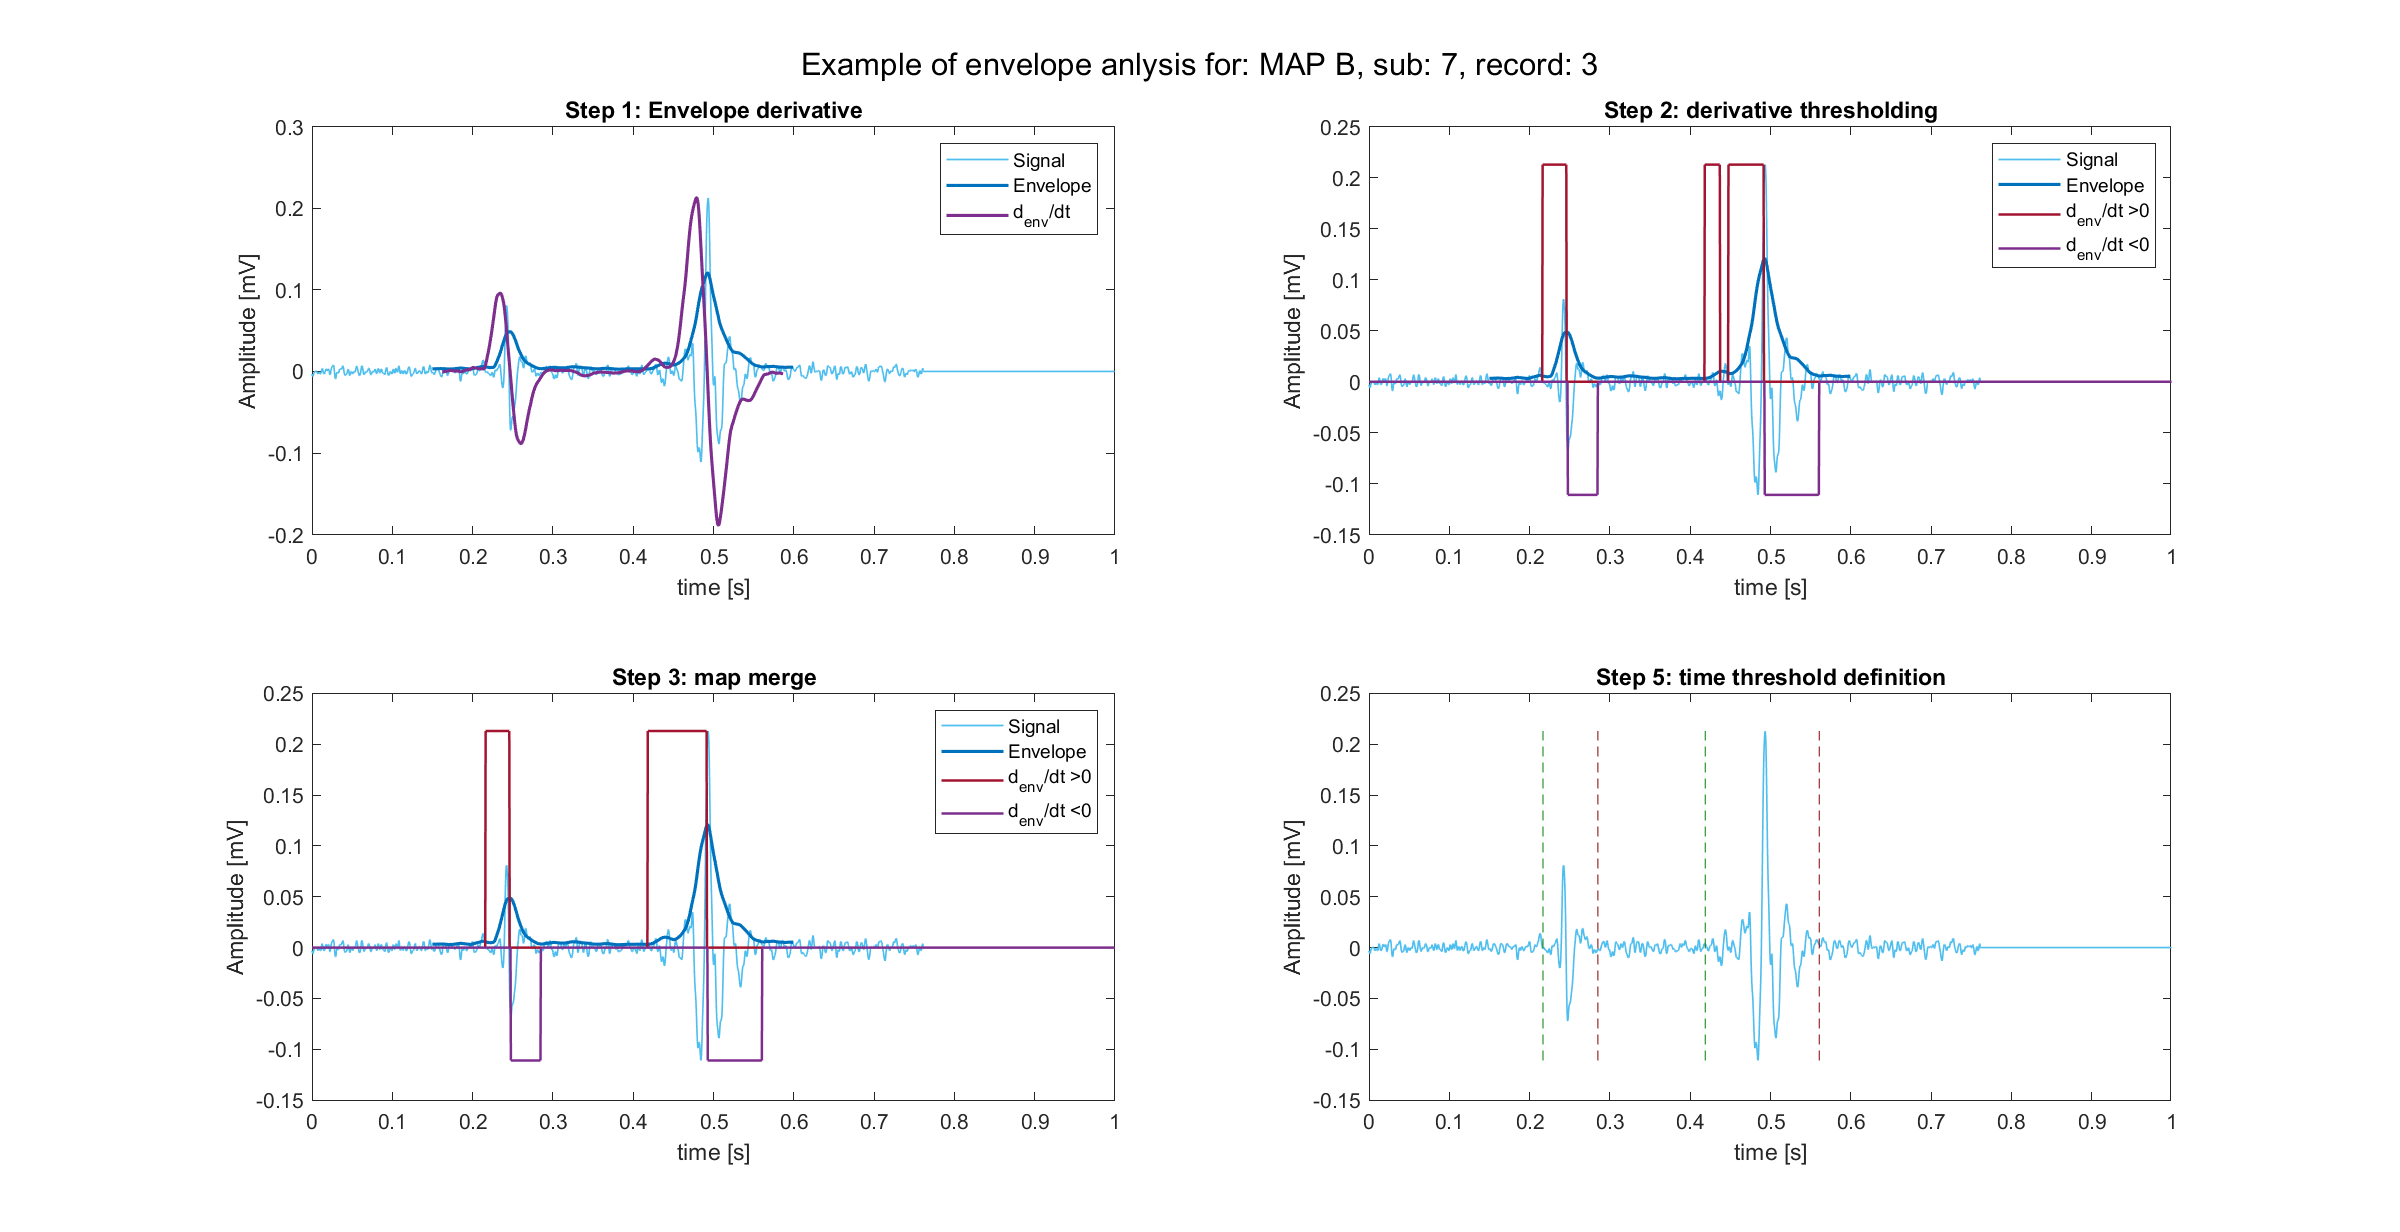 Example of envelope anlysis for: MAP B, sub: 7, record: 3
Step 1: Envelope derivative
0.3
0.2
0.1
0
-0.1
-0.2
Amplitude [mV]
0 0.1 0.2 0.3 0.4 0.5 0.6 0.7 0.8 0.9 1
time [s]
Signal
Envelope
d_env/dt
Step 2: derivative thresholding
0.25
0.2
0.15
0.1
0.05
0
-0.05
-0.1
-0.15
Amplitude [mV]
0 0.1 0.2 0.3 0.4 0.5 0.6 0.7 0.8 0.9 1
time [s]
Signal
Envelope
d_env/dt >0
d_env/dt <0
Step 3: map merge
0.25
0.2
0.15
0.1
0.05
0
-0.05
-0.1
-0.15
Amplitude [mV]
0 0.1 0.2 0.3 0.4 0.5 0.6 0.7 0.8 0.9 1
time [s]
Signal
Envelope
d_env/dt >0
d_env/dt <0
Step 5: time threshold definition
0.25
0.2
0.15
0.1
0.05
0
-0.05
-0.1
-0.15
Amplitude [mV]
0 0.1 0.2 0.3 0.4 0.5 0.6 0.7 0.8 0.9 1
time [s]